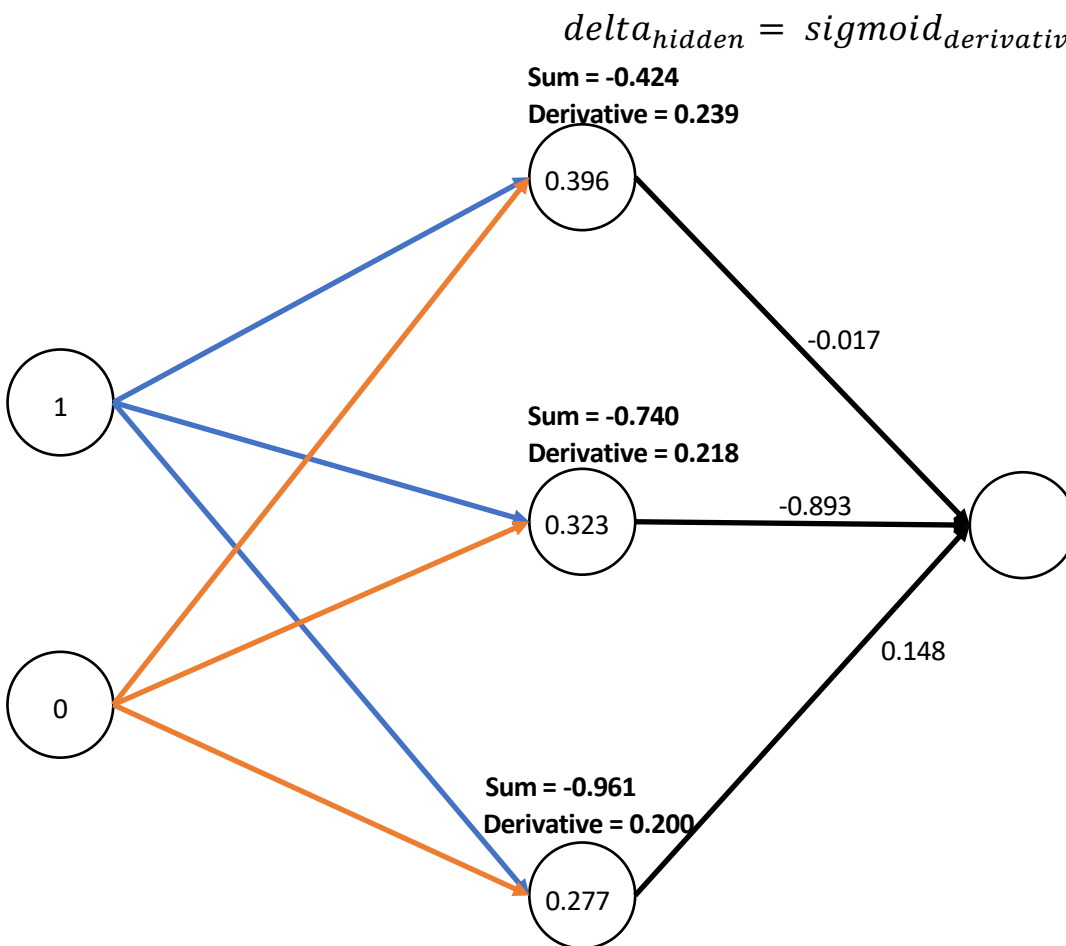 delta_hidden = sigmoid_derivativ
Sum = -0.424
Derivative = 0.239
0.396
-0.017
1
Sum = -0.740
Derivative = 0.218
0.323
-0.893
0.148
0
Sum = -0.961
Derivative = 0.200
0.277